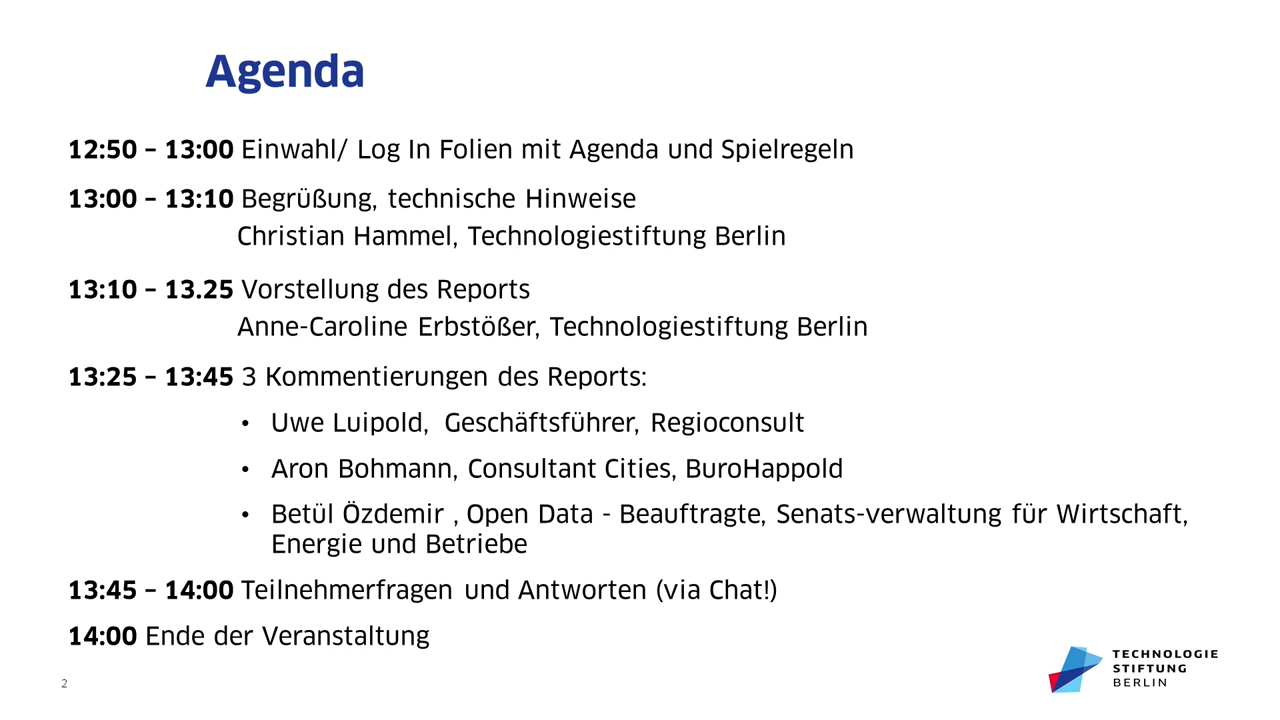 Agenda
12:50 – 13:00 Einwahl/ Log In Folien mit Agenda und Spielregeln
13:00 – 13:10 Begrüßung, technische Hinweise
Christian Hammel, Technologiestiftung Berlin
13:10 – 13.25 Vorstellung des Reports
Anne-Caroline Erbstößer, Technologiestiftung Berlin
13:25 – 13:45 3 Kommentierungen des Reports:
• Uwe Luipold, Geschäftsführer, Regioconsult
• Aron Bohmann, Consultant Cities, BuroHappold
• Betül Özdemir , Open Data - Beauftragte, Senats-verwaltung für Wirtschaft,
Energie und Betriebe
13:45 – 14:00 Teilnehmerfragen und Antworten (via Chat!)
14:00 Ende der Veranstaltung
2
TECHNOLOGIE
STIFTUNG
BERLIN